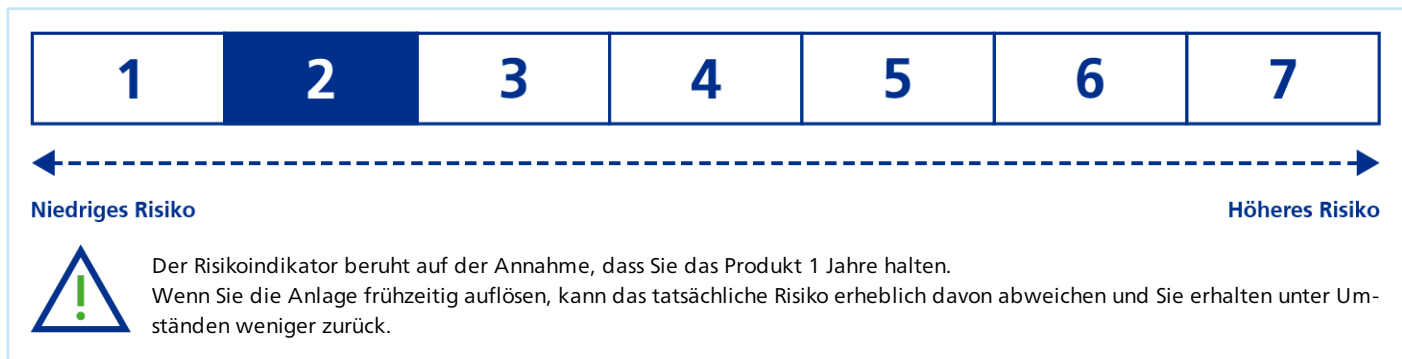 1 2 3 4 5 6 7
Niedriges Risiko Höheres Risiko
Der Risikoindikator beruht auf der Annahme, dass Sie das Produkt 1 Jahre halten.
Wenn Sie die Anlage frühzeitig auflösen, kann das tatsächliche Risiko erheblich davon abweichen und Sie erhalten unter Um-
ständen weniger zurück.